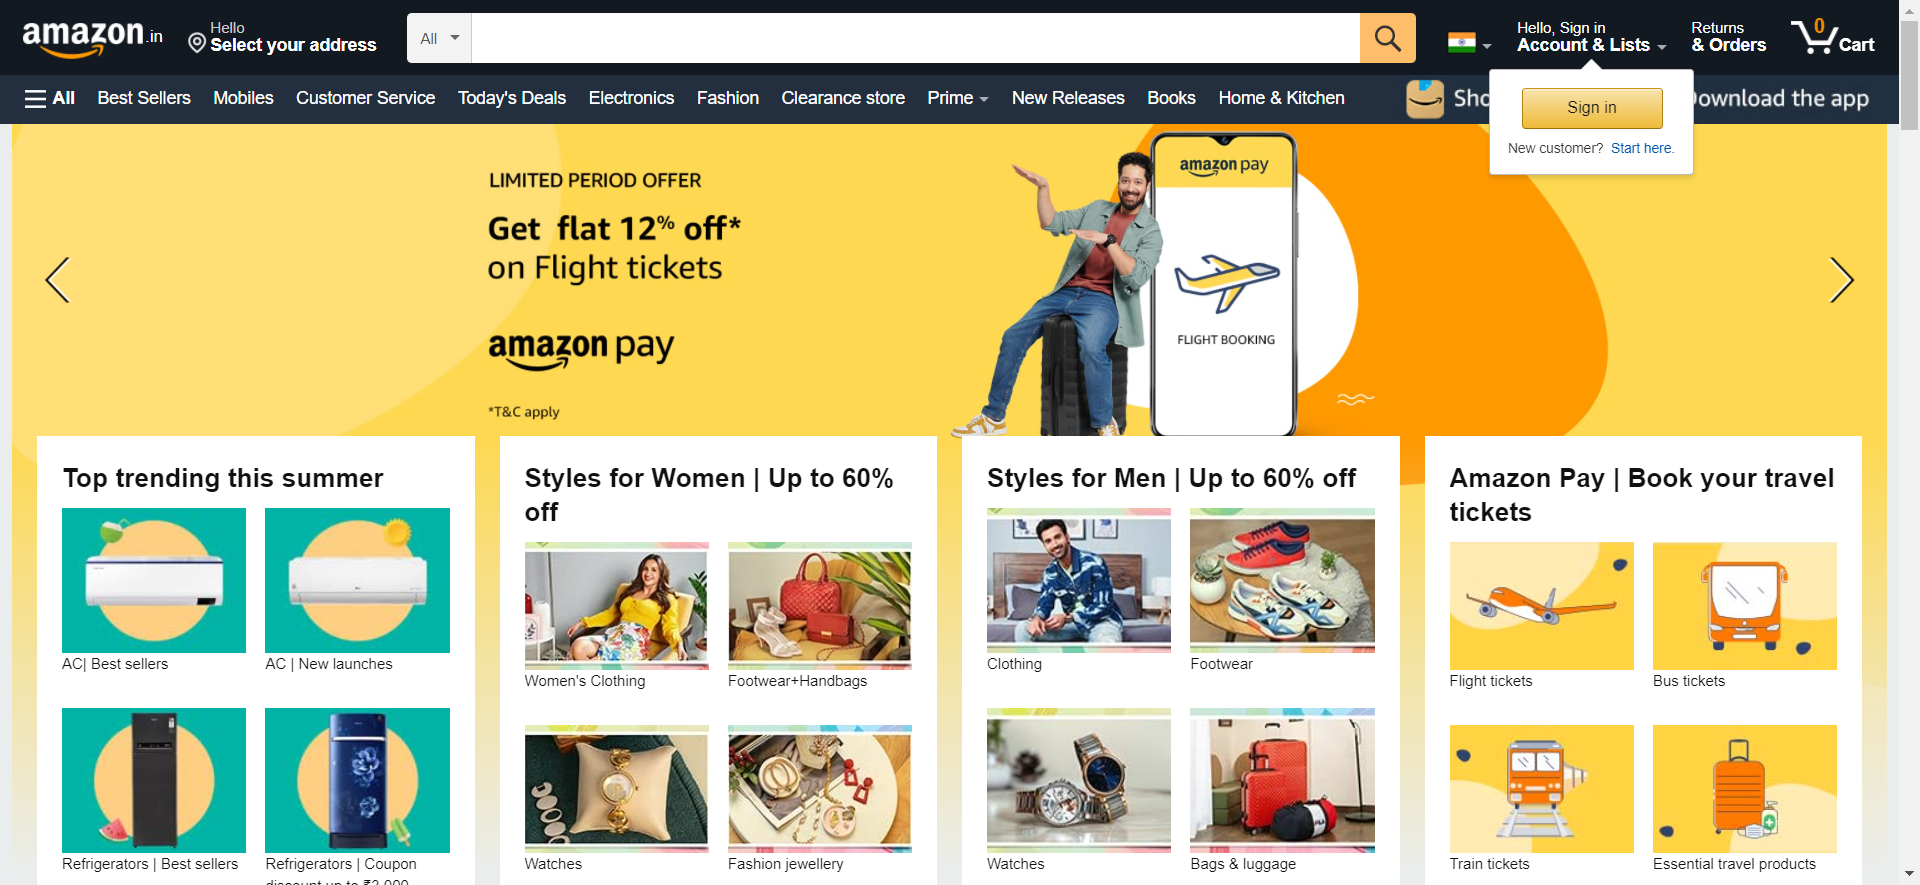 amazon.in
Hello
Select your address
All
Hello, Sign in
Account & Lists
Returns
& Orders
0
Cart
All
Best Sellers
Mobiles
Customer Service
Today's Deals
Electronics
Fashion
Clearance store
Prime
New Releases
Books
Home & Kitchen
Sho
ownload the app
Sign in
New customer? Start here.
LIMITED PERIOD OFFER
Get flat 12% off*
on Flight tickets
amazon pay
*T&C apply
amazon pay
FLIGHT BOOKING
Top trending this summer
AC| Best sellers
AC | New launches
Refrigerators | Best sellers
Refrigerators | Coupon
discount up to ₹2,000
Styles for Women | Up to 60%
off
Women's Clothing
Footwear+Handbags
Watches
Fashion jewellery
Styles for Men | Up to 60% off
Clothing
Footwear
Watches
FILA
Bags & luggage
Amazon Pay | Book your travel
tickets
Flight tickets
Bus tickets
Train tickets
Essential travel products